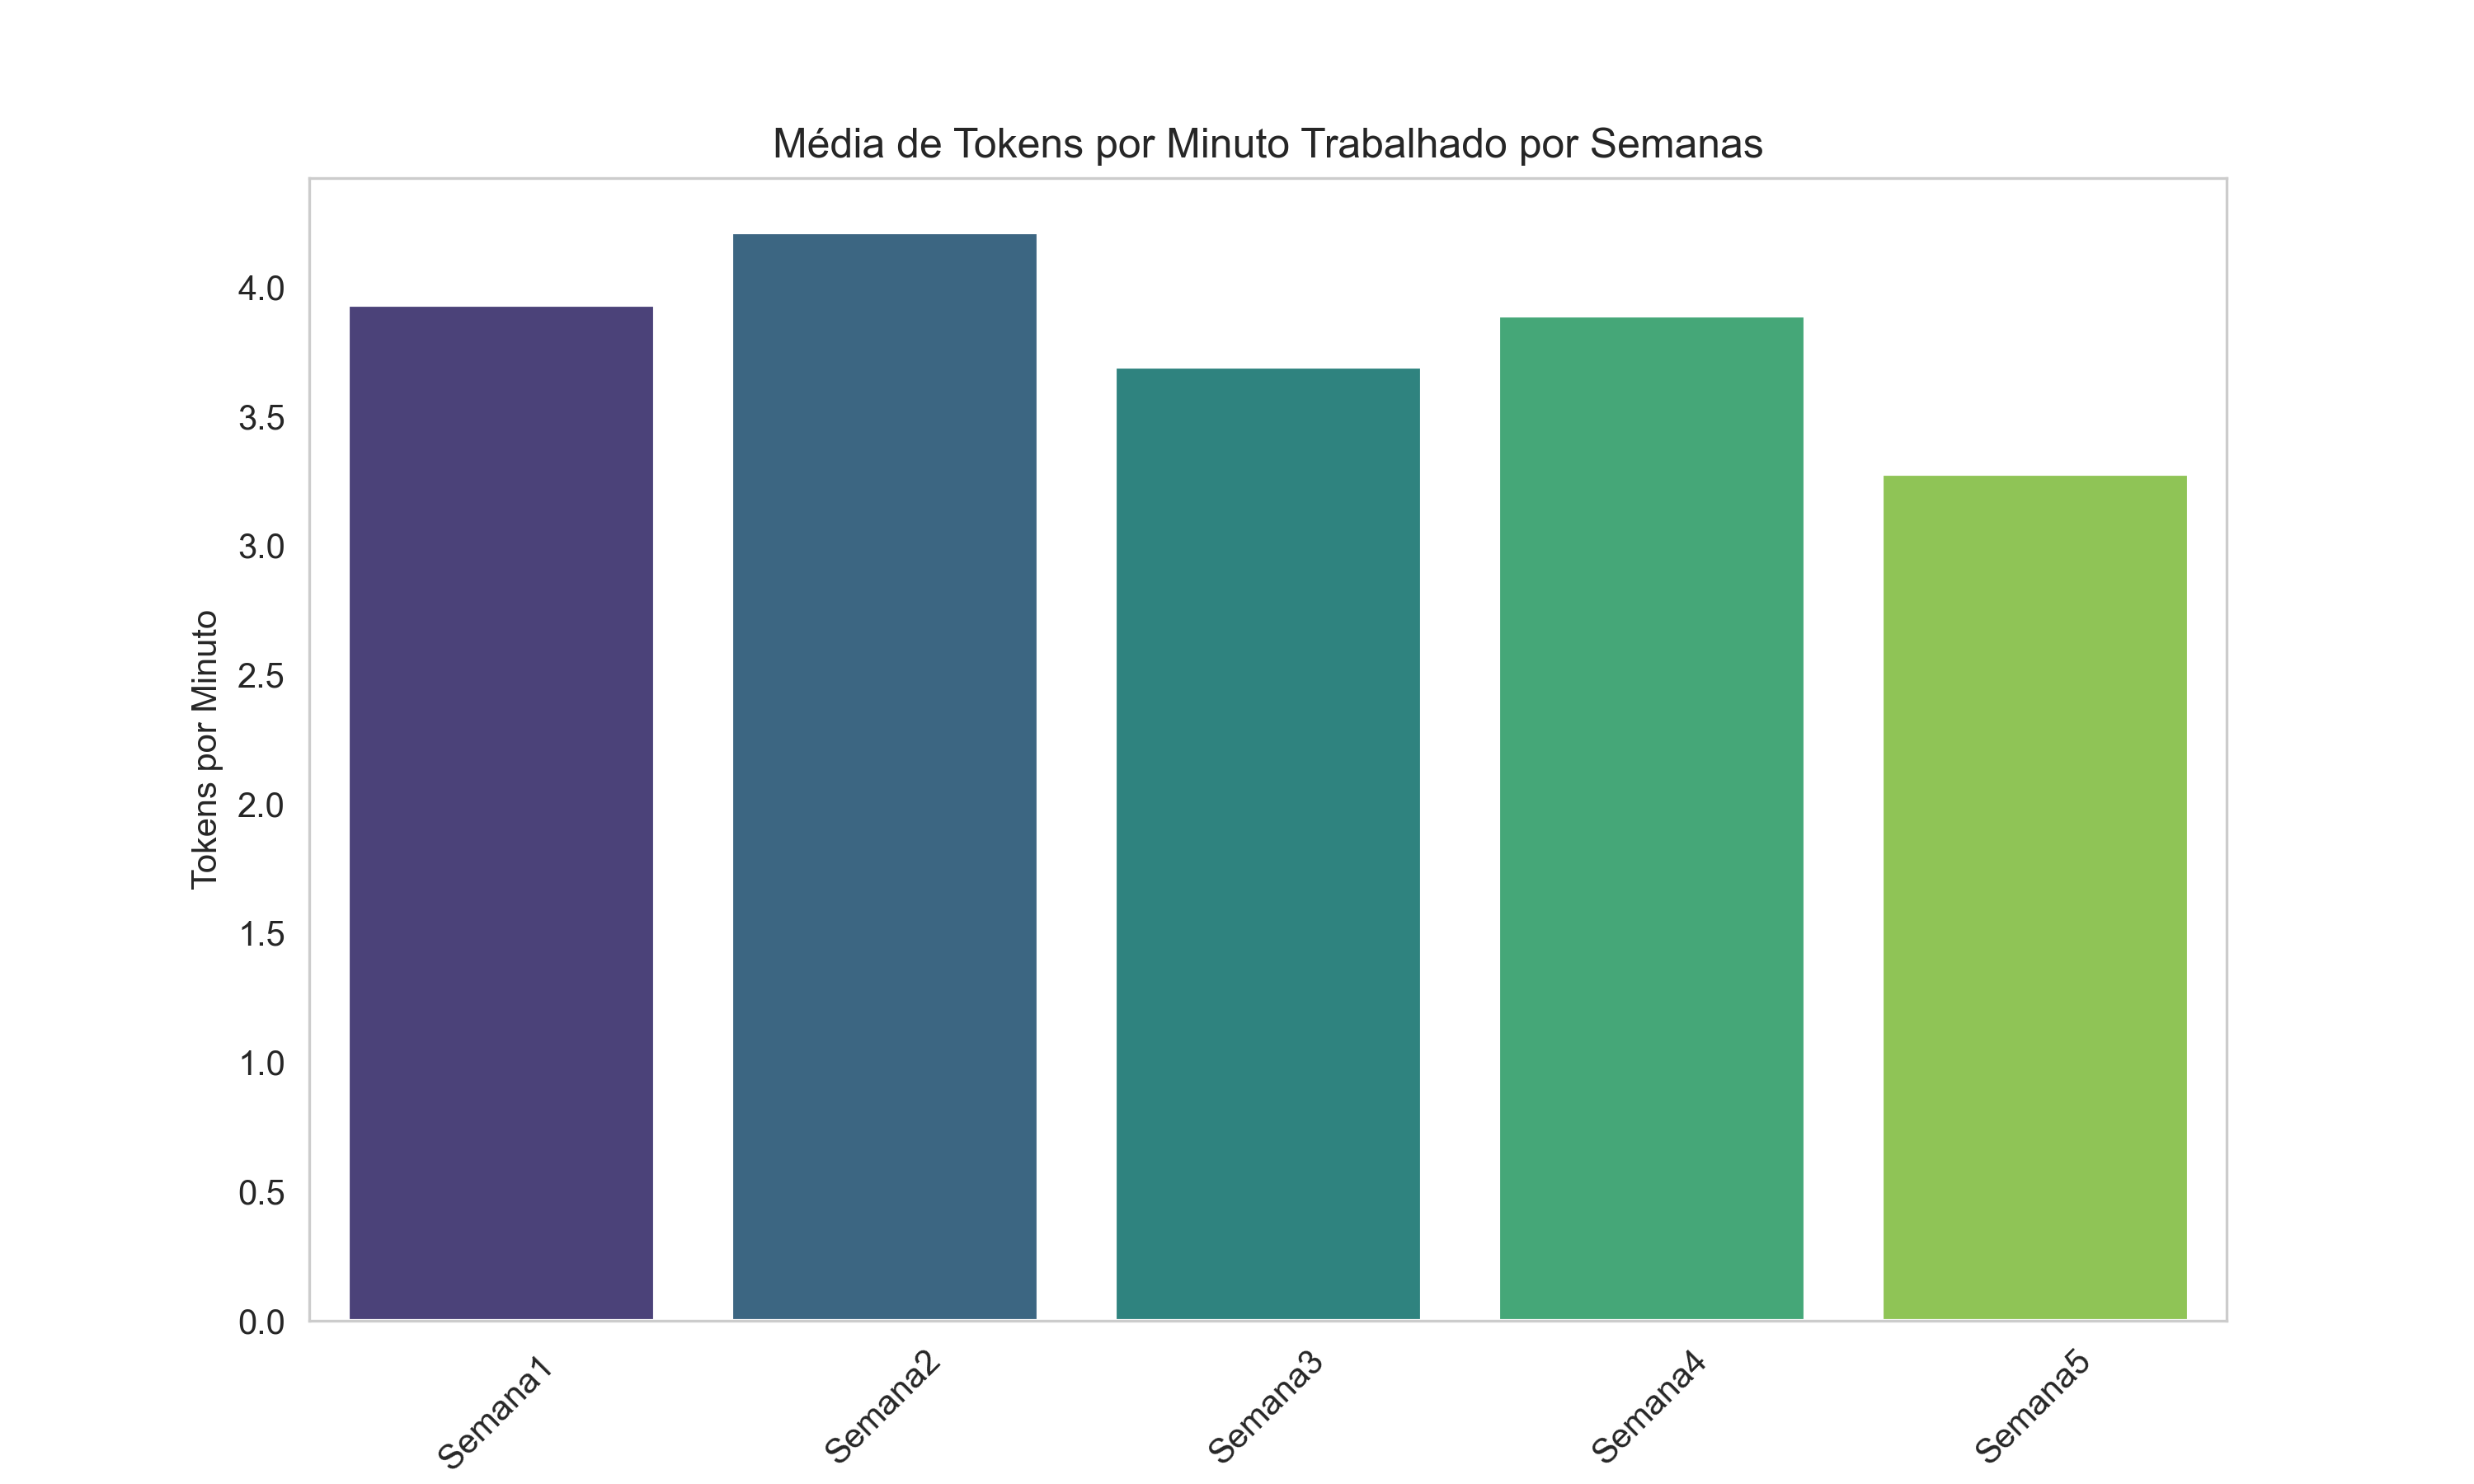 Média de Tokens por Minuto Trabalhado por Semanas
Tokens por Minuto
4.0
3.5
3.0
2.5
2.0
1.5
1.0
0.5
0.0
Semana1
Semana2
Semana3
Semana4
Semana5